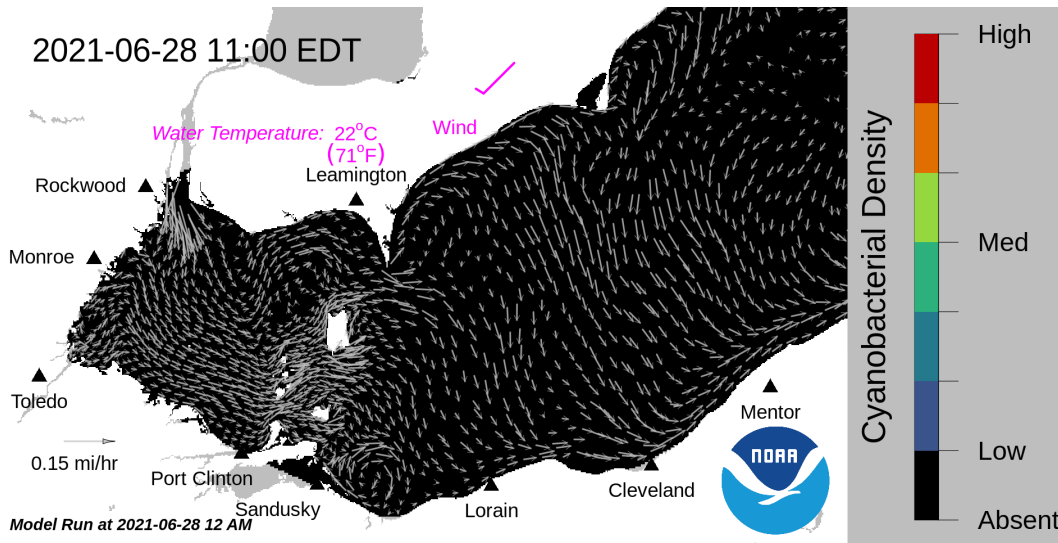 2021-06-28 11:00 EDT
High
Wind
Water Temperature: 22°C
(71°F)
Leamington
Rockwood
Monroe
Med
Cyanobacterial Density
Toledo
Mentor
0.15 mi/hr
NOAA
Low
Port Clinton
Cleveland
Sandusky
Lorain
Model Run at 2021-06-28 12 AM
Absent